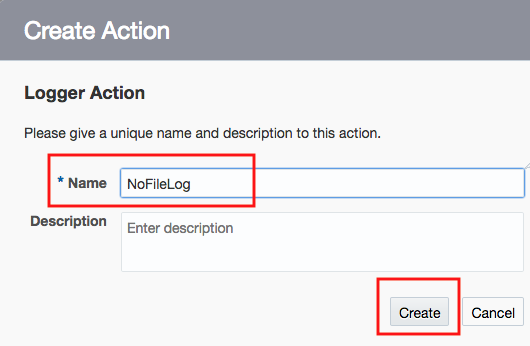 Create Action
Logger Action
Please give a unique name and description to this action.
* Name NoFileLog
Description Enter description
Create Cancel